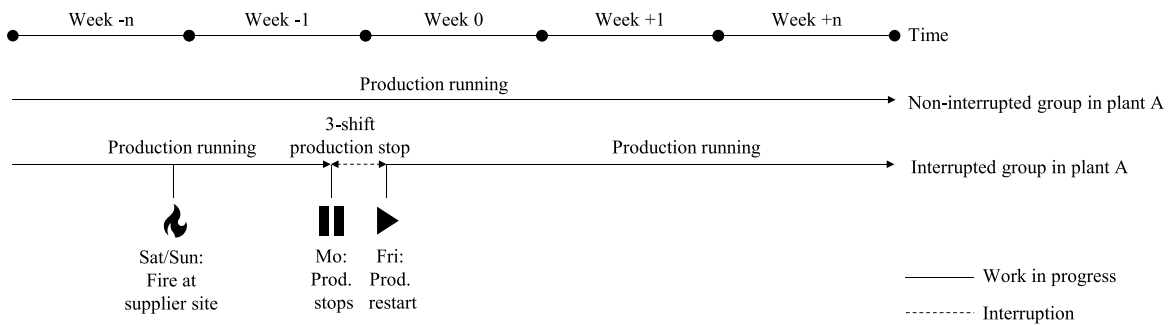 Week -n
Week -1
Week 0
Week +1
Week +n
Time
Production running
Non-interrupted group in plant A
3-shift
production stop
Production running
Production running
Interrupted group in plant A
Sat/Sun:
Fire at
supplier site
Mo:
Prod.
stops
Fri:
Prod.
restart
Work in progress
Interruption